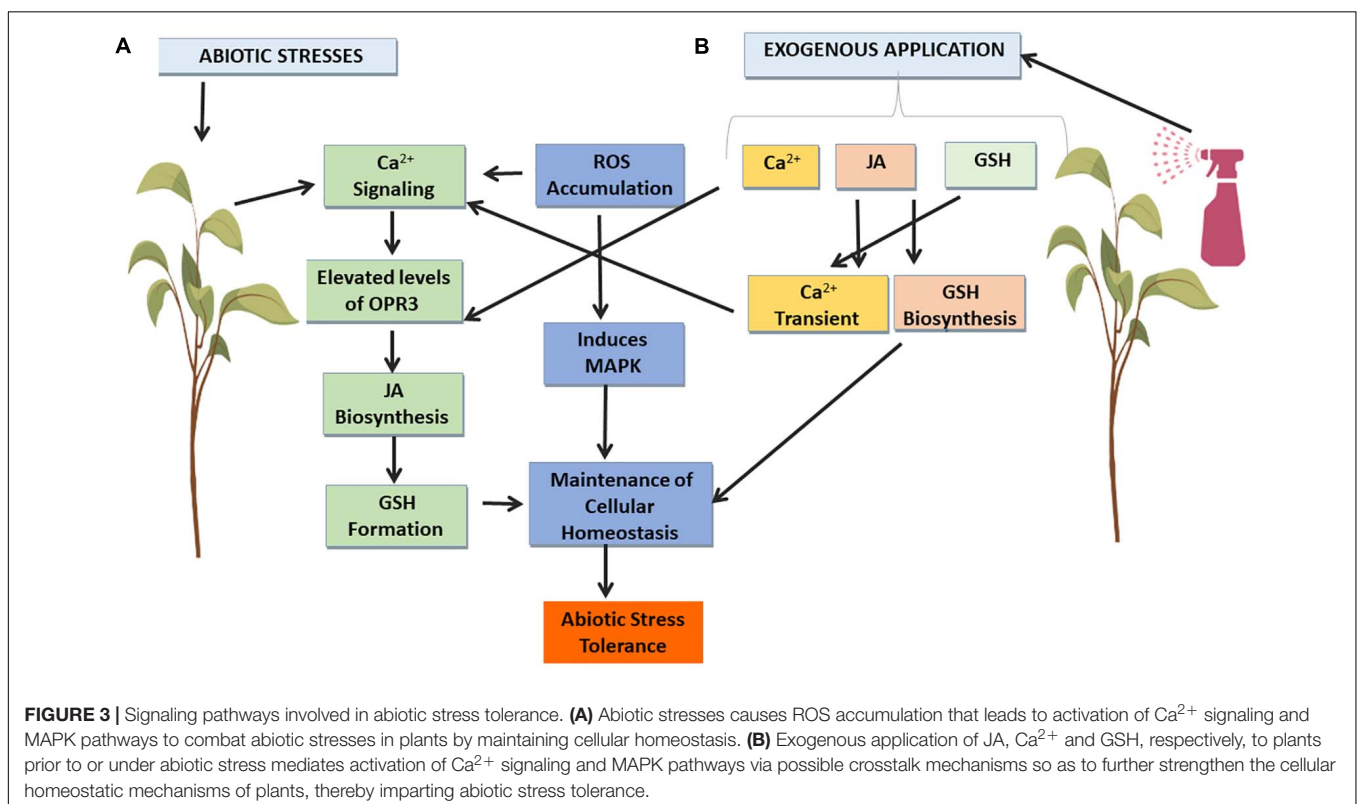 A
ABIOTIC STRESSES
Ca2+
Signaling
ROS
Accumulation
Elevated levels
of OPR3
Induces
MAPK
JA
Biosynthesis
GSH
Formation
Maintenance of
Cellular
Homeostasis
Abiotic Stress
Tolerance
B
EXOGENOUS APPLICATION
Ca2+
JA
GSH
Ca2+
Transient
GSH
Biosynthesis
FIGURE 3 | Signaling pathways involved in abiotic stress tolerance. (A) Abiotic stresses causes ROS accumulation that leads to activation of Ca2+ signaling and
MAPK pathways to combat abiotic stresses in plants by maintaining cellular homeostasis. (B) Exogenous application of JA, Ca2+ and GSH, respectively, to plants
prior to or under abiotic stress mediates activation of Ca2+ signaling and MAPK pathways via possible crosstalk mechanisms so as to further strengthen the cellular
homeostatic mechanisms of plants, thereby imparting abiotic stress tolerance.